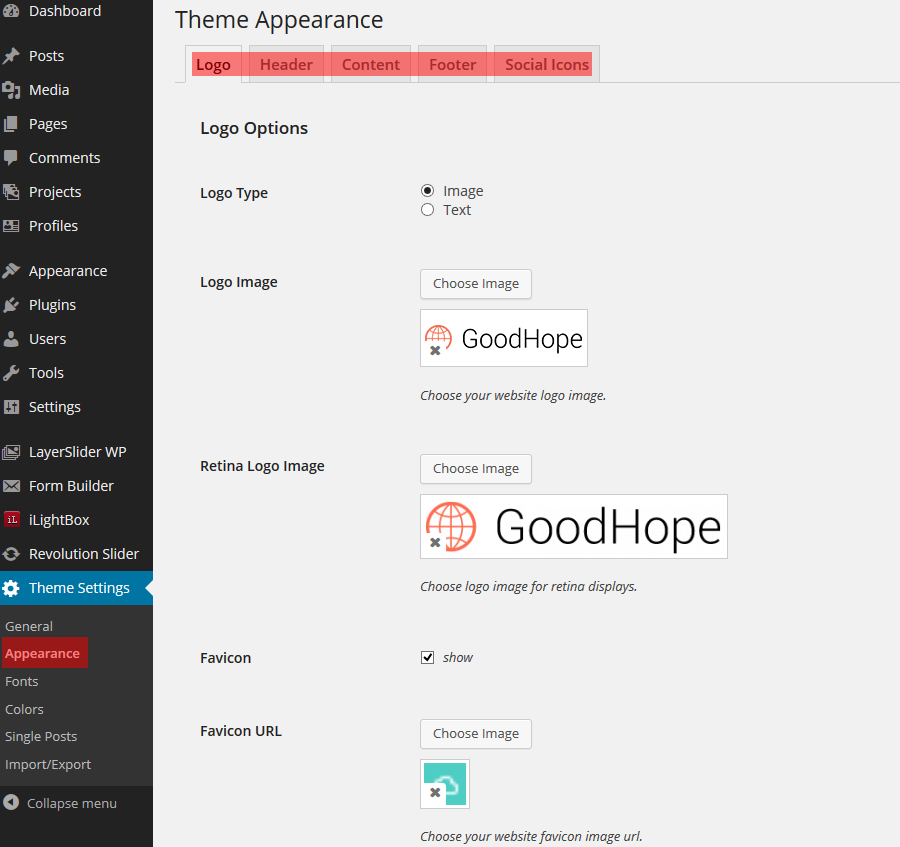 Dashboard
Posts
Media
Pages
Comments
Projects
Profiles
Appearance
Plugins
Users
Tools
Settings
LayerSlider WP
Form Builder
iL iLightBox
Revolution Slider
Theme Settings
General
Appearance
Fonts
Colors
Single Posts
Import/Export
Collapse menu
Theme Appearance
Logo Header Content Footer Social Icons
Logo Options
Logo Type
Image
Text
Logo Image
Choose Image
GoodHope
Choose your website logo image.
Retina Logo Image
Choose Image
GoodHope
Choose logo image for retina displays.
Favicon
show
Favicon URL
Choose Image
Choose your website favicon image url.